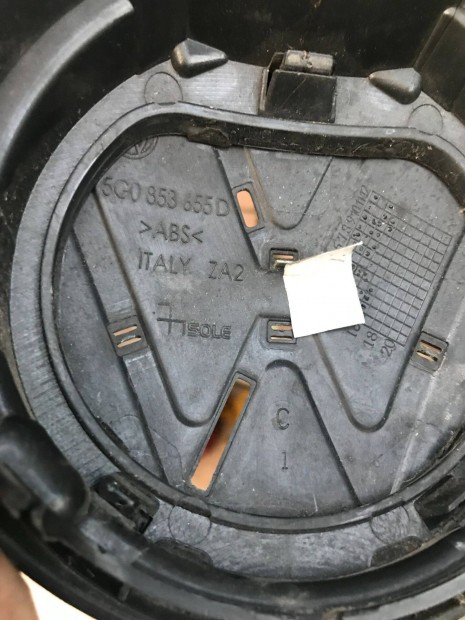 5G0 853 655 D
>ABS<
ITALY ZA2
SOLE
C
1